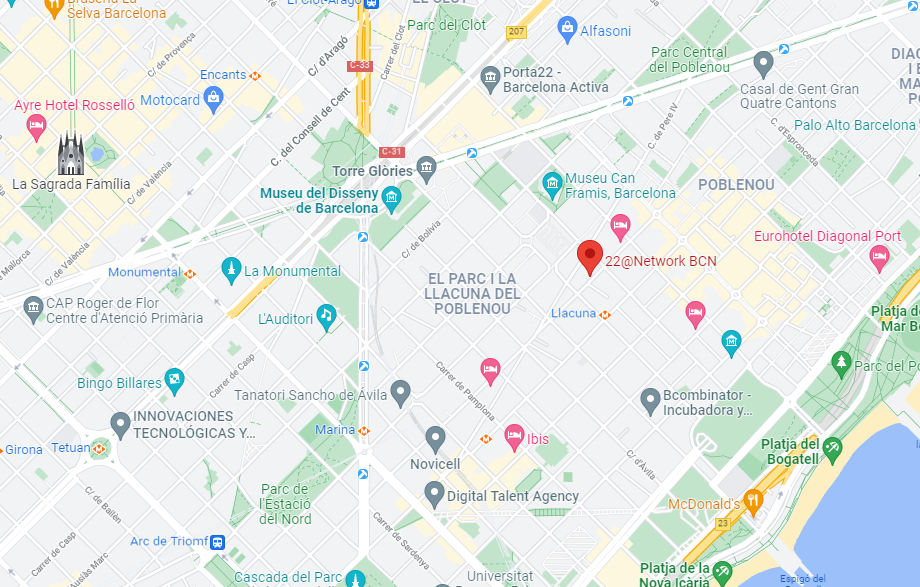 Brasería La
Selva Barcelona
El Clot-Aragó
EL CLOT
Parc del Clot
207
Alfasoni
Parc Central
del Poblenou
C/ de Provença
C/ d'Aragó
Carrer del Clot
C-33
Encants
Motocard
Porta22 -
Barcelona Activa
Casal de Gent Gran
Quatre Cantons
Ayre Hotel Rosselló
C. del Consell de Cent
C. de Pere IV
C. d'Espronceda
Palo Alto Barcelona
C-31
La Sagrada Família
C/ de València
Torre Glòries
Museu del Disseny
de Barcelona
Museu Can
Framis, Barcelona
POBLENOU
C/ de Bolívia
C/ de Mallorca
C/ de València
22@Network BCN
Eurohotel Diagonal Port
Monumental
La Monumental
EL PARC I LA
LLACUNA DEL
POBLENOU
CAP Roger de Flor
Centre d'Atenció Primària
L'Auditori
Llacuna
Platja de
Mar Be
Parc del Po
Carrer de Casp
Bingo Billares
Tanatori Sancho de Ávila
Carrer de Pamplona
Bcombinator -
Incubadora y...
INNOVACIONES
TECNOLÓGICAS Y...
Marina
Ibis
Girona
Tetuan
Novicell
C/ d'Àvila
Platja del
Bogatell
C/ de Bailèn
Parc de
l'Estació
del Nord
Digital Talent Agency
McDonald's
23
Arc de Triomf
Carrer de Casp
Ausiàs Marc
Carrer de Sardenya
Cascada del Parc
Universitat
Platja de la
Nova Icària
Espigó del